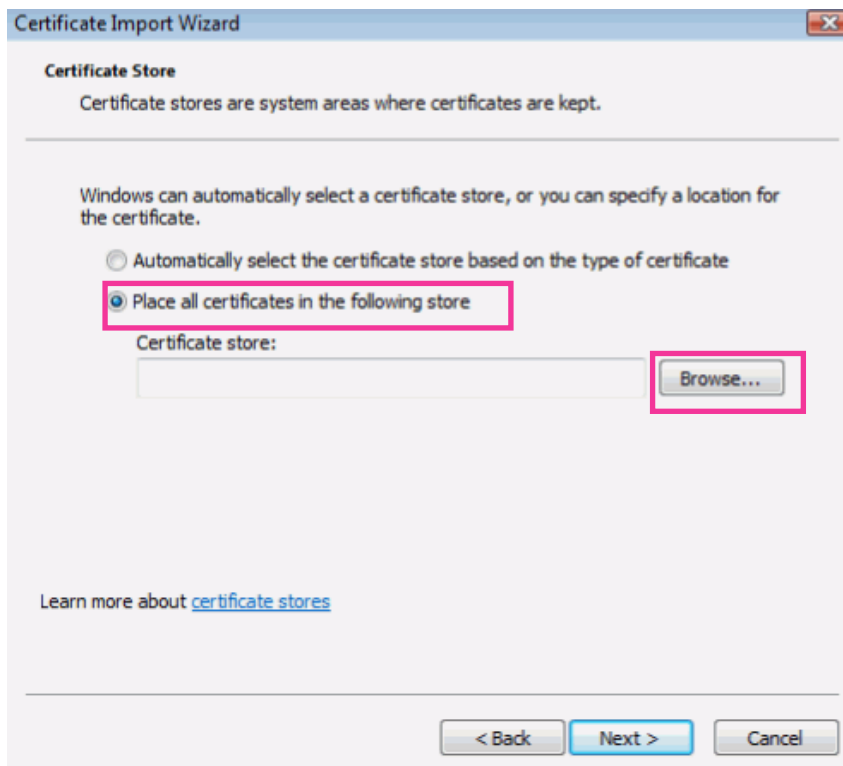 Certificate Import Wizard
Certificate Store
Certificate stores are system areas where certificates are kept.
Windows can automatically select a certificate store, or you can specify a location for
the certificate.
Automatically select the certificate store based on the type of certificate
Place all certificates in the following store
Certificate store:
Browse...
Learn more about certificate stores
< Back
Next >
Cancel